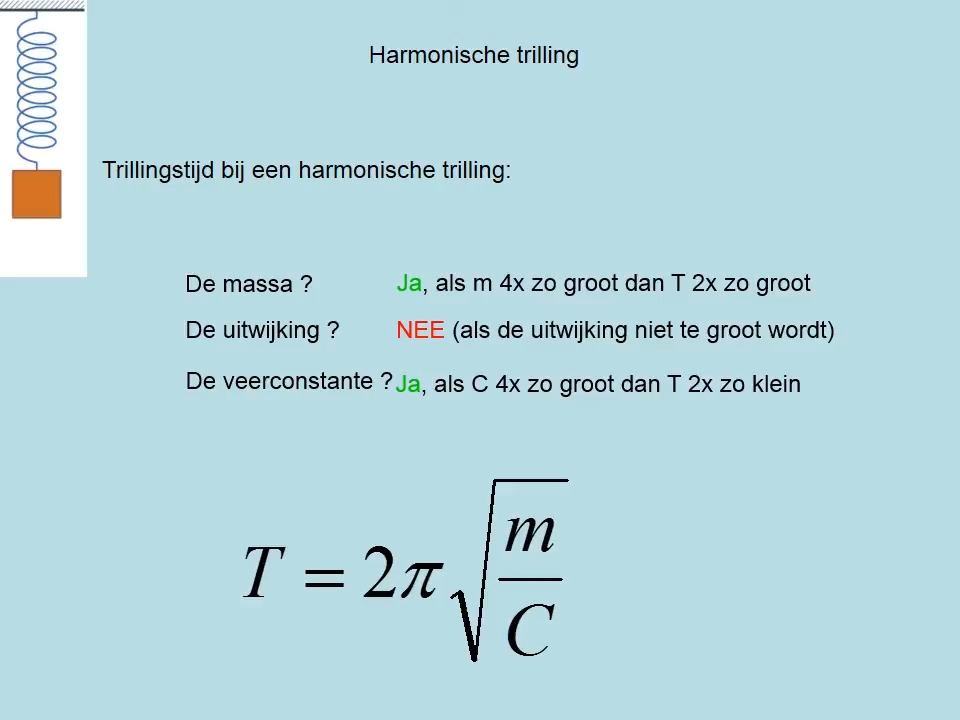 Harmonische trilling
Trillingstijd bij een harmonische trilling:
De massa ? Ja, als m 4x zo groot dan T 2x zo groot
De uitwijking ? NEE (als de uitwijking niet te groot wordt)
De veerconstante ? Ja, als C 4x zo groot dan T 2x zo klein
T = 2π√(m/C)